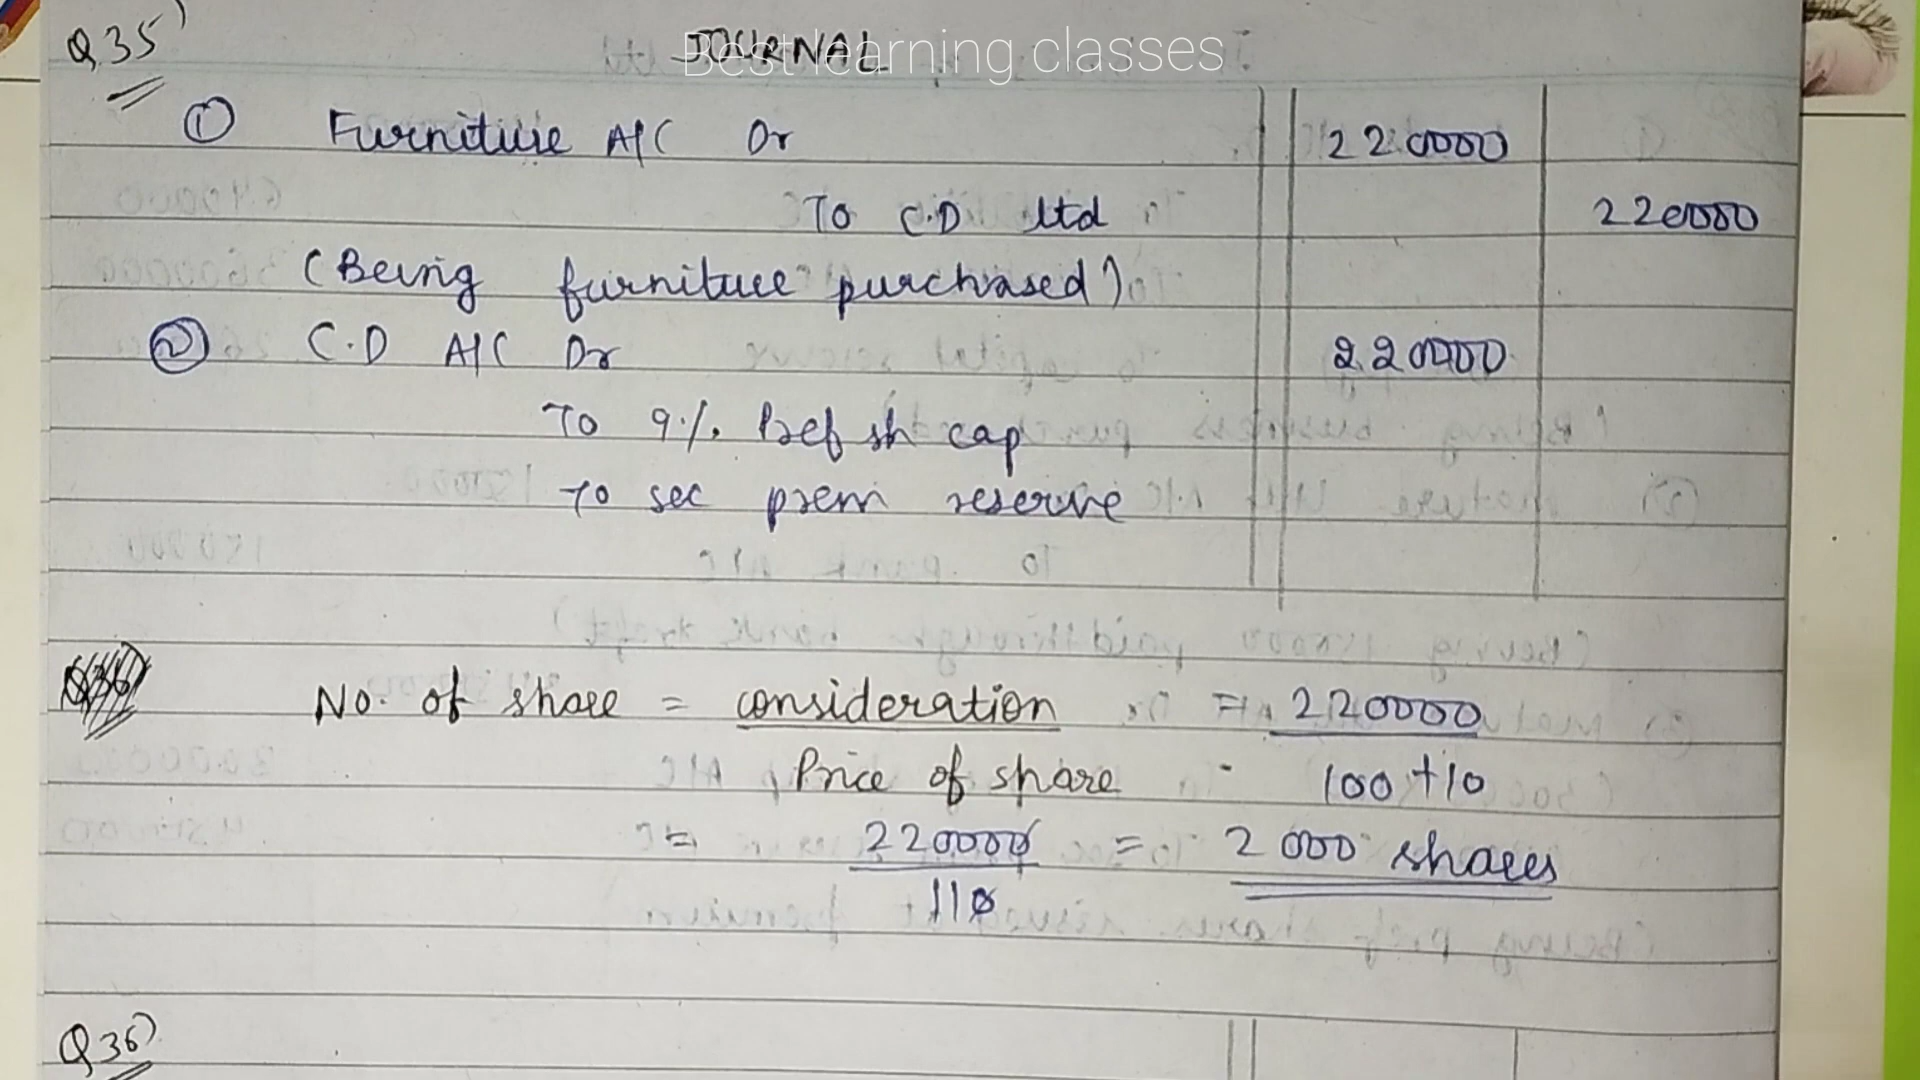 Q.35)
JOURNAL
Best learning classes
① Furniture A/C Dr 220000
To C.D ltd 220000
(Being furniture purchased)
② C.D A/C Dr 220000
To 9% Pref sh cap
To sec prem reserve
Q36)
No. of share = consideration = 220000
Price of share 100+10
= 220000 = 2000 shares
110
Q36)